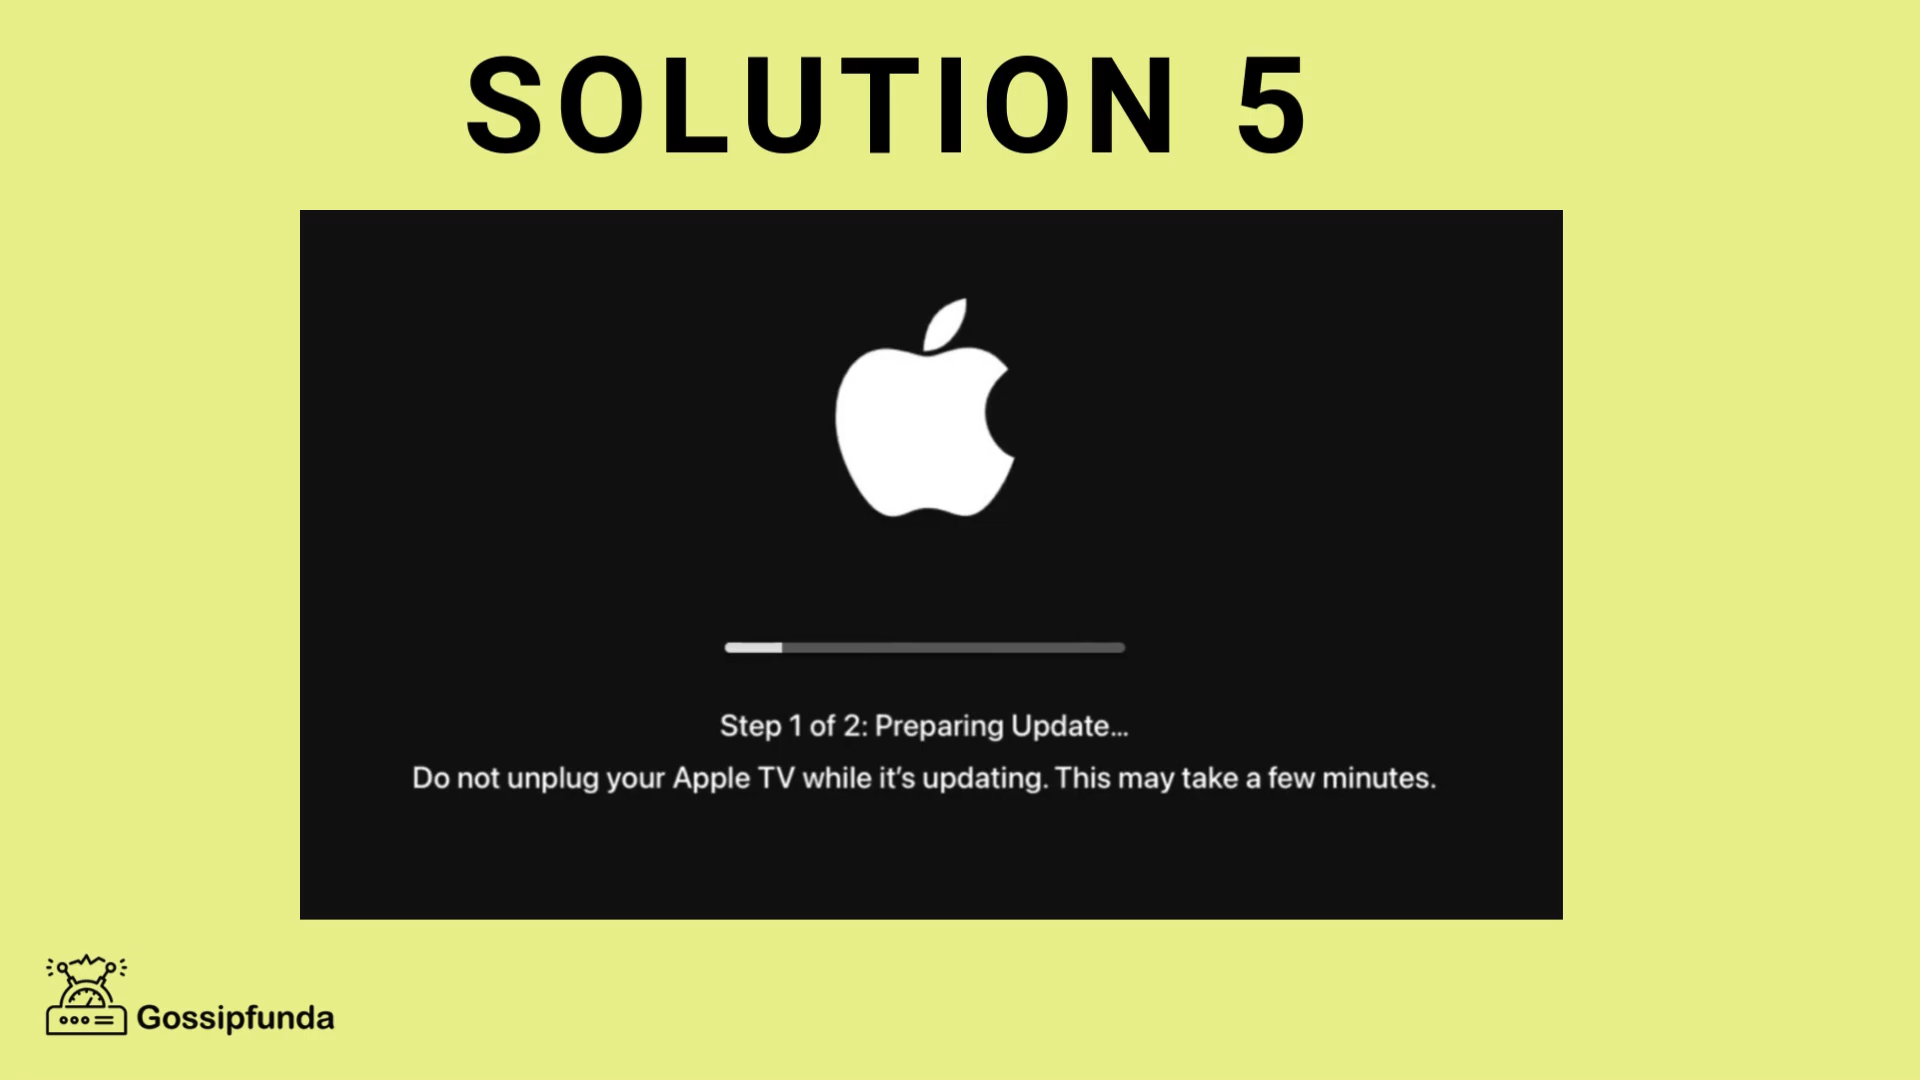 SOLUTION 5
Step 1 of 2: Preparing Update...
Do not unplug your Apple TV while it’s updating. This may take a few minutes.
Gossipfunda